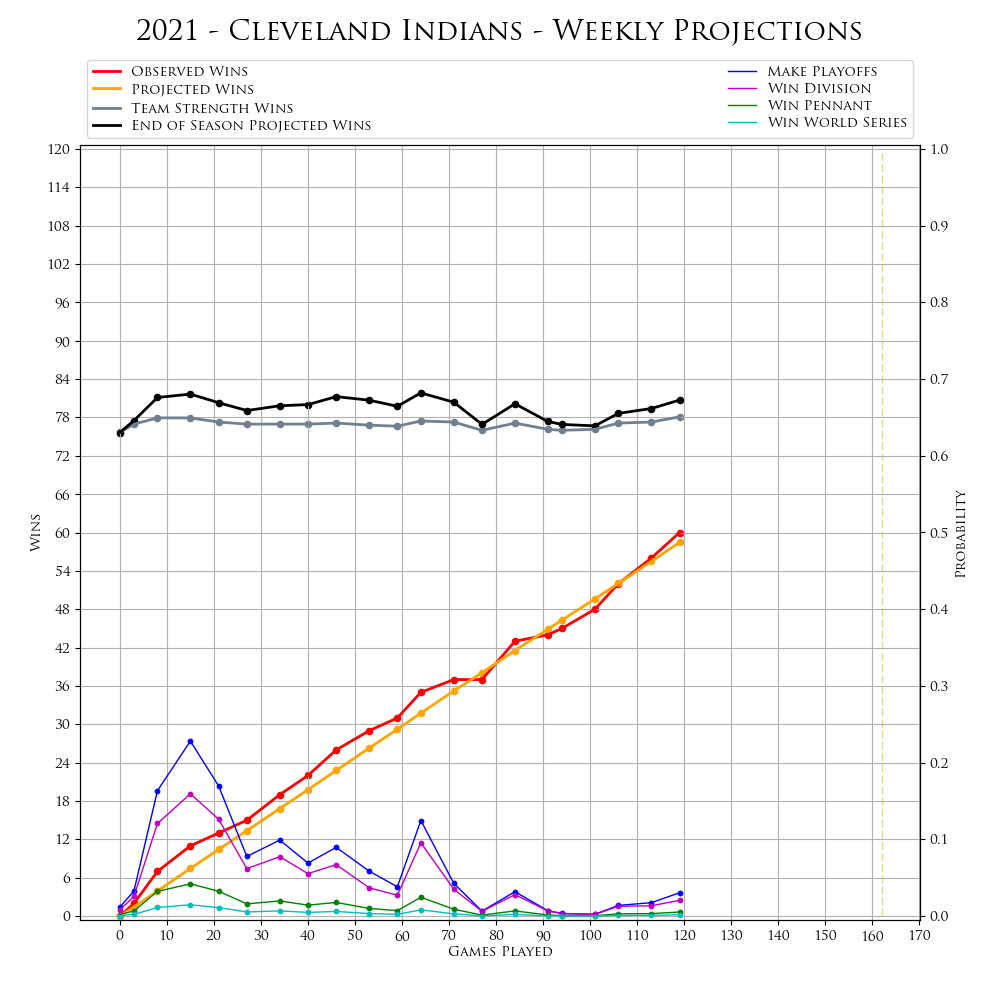 2021 - Cleveland Indians - Weekly Projections
Observed Wins
Projected Wins
Team Strength Wins
End of Season Projected Wins
Make Playoffs
Win Division
Win Pennant
Win World Series
120
114
108
102
96
90
84
78
72
66
60
54
48
42
36
30
24
18
12
6
0
Wins
1.0
0.9
0.8
0.7
0.6
0.5
0.4
0.3
0.2
0.1
0.0
Probability
0 10 20 30 40 50 60 70 80 90 100 110 120 130 140 150 160 170
Games Played